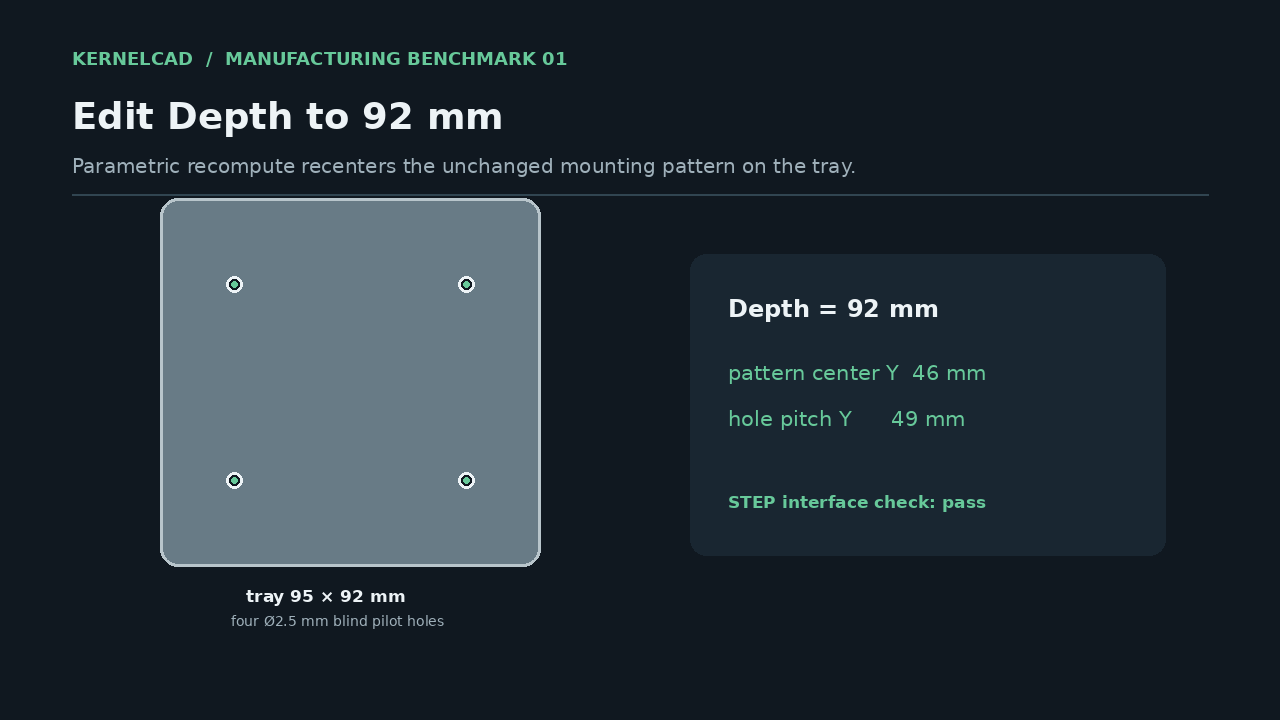 KERNELCAD / MANUFACTURING BENCHMARK 01
Edit Depth to 92 mm
Parametric recompute recenters the unchanged mounting pattern on the tray.
Depth = 92 mm
pattern center Y 46 mm
hole pitch Y 49 mm
STEP interface check: pass
tray 95 × 92 mm
four Ø2.5 mm blind pilot holes